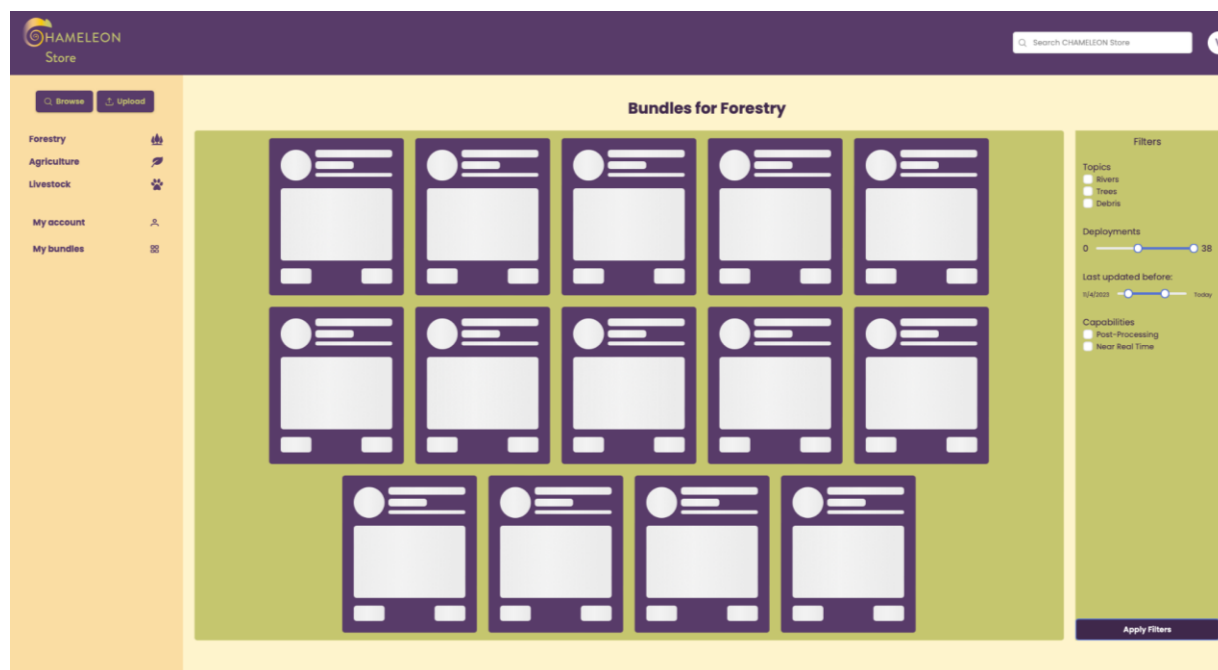 CHAMELEON
Store
Search CHAMELEON Store
Browse
Upload
Forestry
Agriculture
Livestock
My account
My bundles
Bundles for Forestry
Filters
Topics
Rivers
Trees
Debris
Deployments
0 38
Last updated before:
11/4/2023 Today
Capabilities
Post-Processing
Near Real Time
Apply Filters